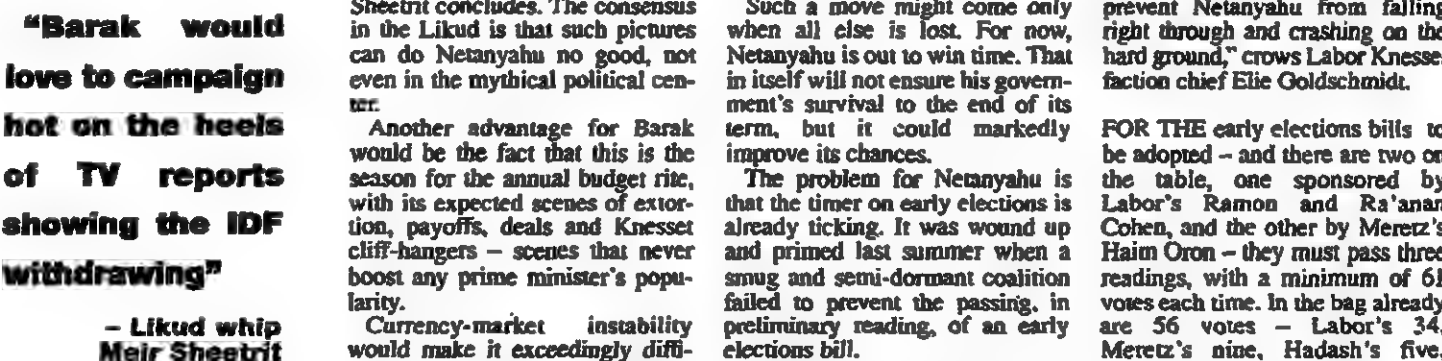 “Barak would
love to campaign
hot on the heels
of TV reports
showing the IDF
withdrawing”
– Likud whip
Meir Sheetrit
Sheetrit concludes. The consensus
in the Likud is that such pictures
can do Netanyahu no good, not
even in the mythical political cen-
ter.
Another advantage for Barak
would be the fact that this is the
season for the annual budget rite,
with its expected scenes of extor-
tion, payoffs, deals and Knesset
cliff-hangers – scenes that never
boost any prime minister's popu-
larity.
Currency-market instability
would make it exceedingly diffi-
Such a move might come only
when all else is lost. For now,
Netanyahu is out to win time. That
in itself will not ensure his govern-
ment's survival to the end of its
term, but it could markedly
improve its chances.
The problem for Netanyahu is
that the timer on early elections is
already ticking. It was wound up
and primed last summer when a
smug and semi-dormant coalition
failed to prevent the passing, in
preliminary reading, of an early
elections bill.
prevent Netanyahu from falling
right through and crashing on the
hard ground,” crows Labor Knesse
faction chief Elie Goldschmidt.
FOR THE early elections bills to
be adopted – and there are two on
the table, one sponsored by
Labor's Ramon and Ra'anan
Cohen, and the other by Meretz's
Haim Oron – they must pass three
readings, with a minimum of 61
votes each time. In the bag already
are 56 votes – Labor's 34,
Meretz's nine, Hadash's five,